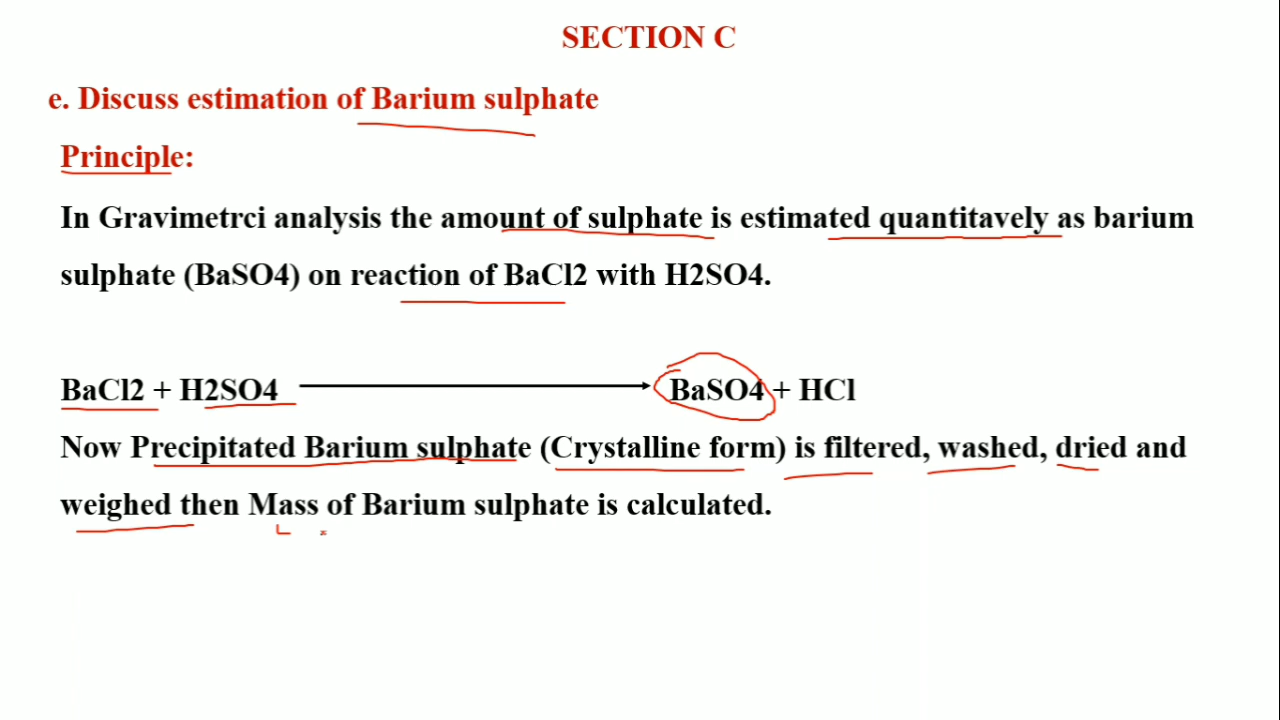 SECTION C
e. Discuss estimation of Barium sulphate
Principle:
In Gravimetrci analysis the amount of sulphate is estimated quantitavely as barium
sulphate (BaSO4) on reaction of BaCl2 with H2SO4.
BaCl2 + H2SO4 BaSO4 + HCl
Now Precipitated Barium sulphate (Crystalline form) is filtered, washed, dried and
weighed then Mass of Barium sulphate is calculated.